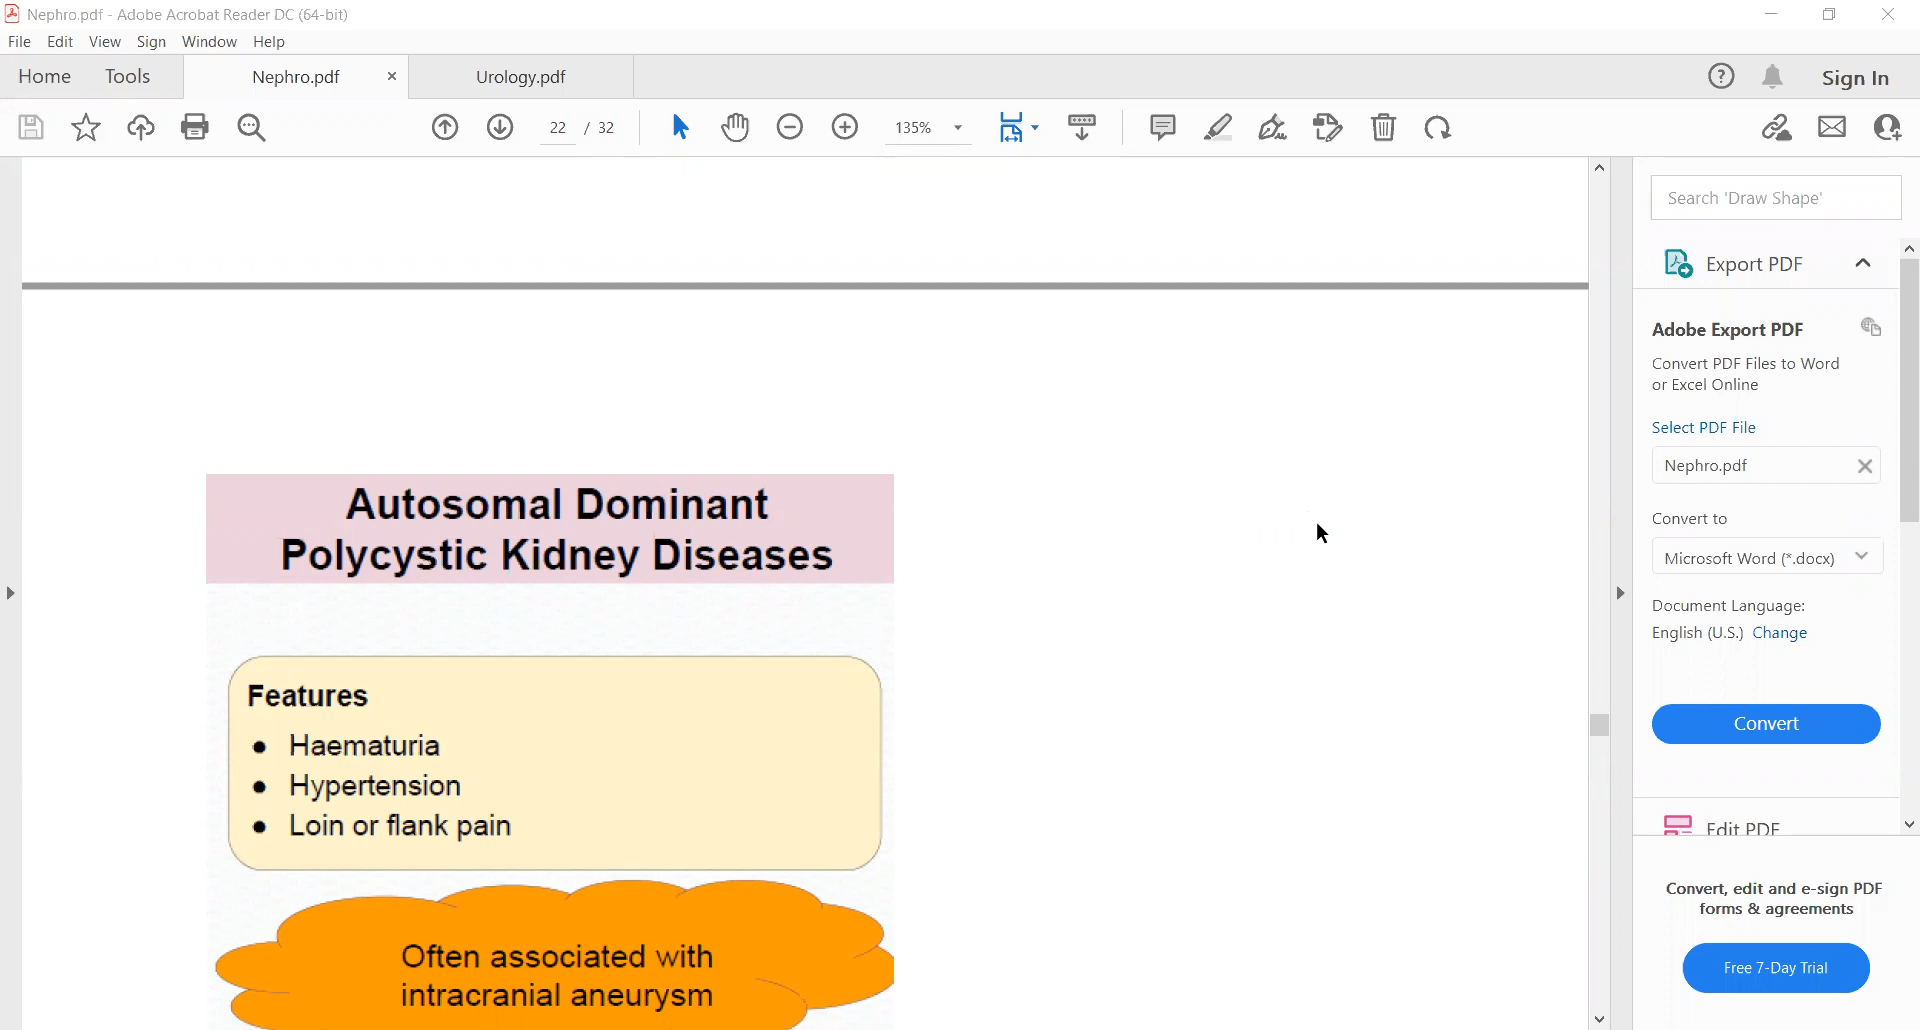 Nephro.pdf - Adobe Acrobat Reader DC (64-bit)
File Edit View Sign Window Help
Home Tools Nephro.pdf × Urology.pdf ? Sign In
22 / 32 135%
Search 'Draw Shape'
Export PDF
Adobe Export PDF
Convert PDF Files to Word
or Excel Online
Select PDF File
Nephro.pdf
Convert to
Microsoft Word (*.docx)
Document Language:
English (U.S.) Change
Convert
Edit PDF
Convert, edit and e-sign PDF
forms & agreements
Free 7-Day Trial
Autosomal Dominant
Polycystic Kidney Diseases
Features
● Haematuria
● Hypertension
● Loin or flank pain
Often associated with
intracranial aneurysm